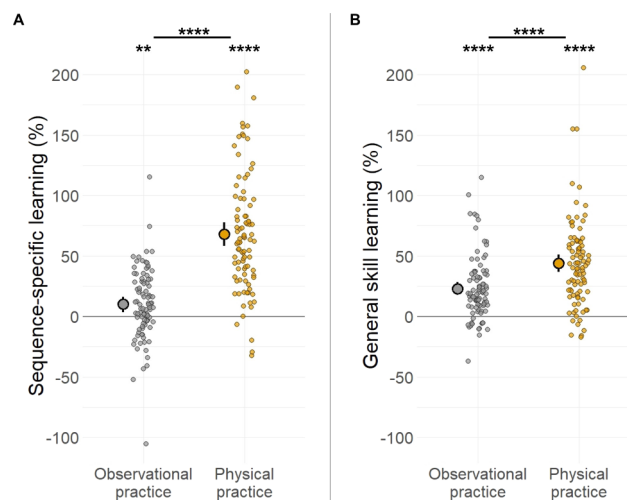 A
****
** ****
Sequence-specific learning (%)
200
150
100
50
0
-50
-100
Observational
practice
Physical
practice
B
****
**** ****
General skill learning (%)
200
150
100
50
0
-50
-100
Observational
practice
Physical
practice